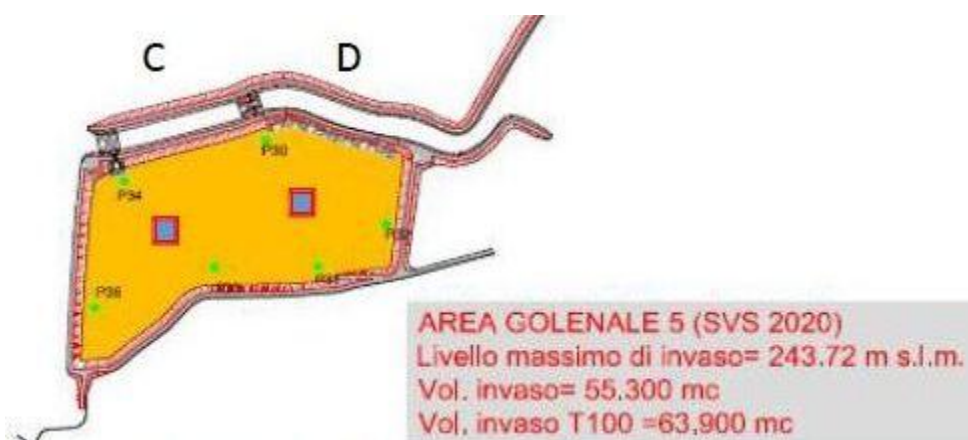 C D
P30
P34
P36
AREA GOLENALE 5 (SVS 2020)
Livello massimo di invaso= 243.72 m s.l.m.
Vol. invaso= 55.300 mc
Vol. invaso T100 =63.900 mc